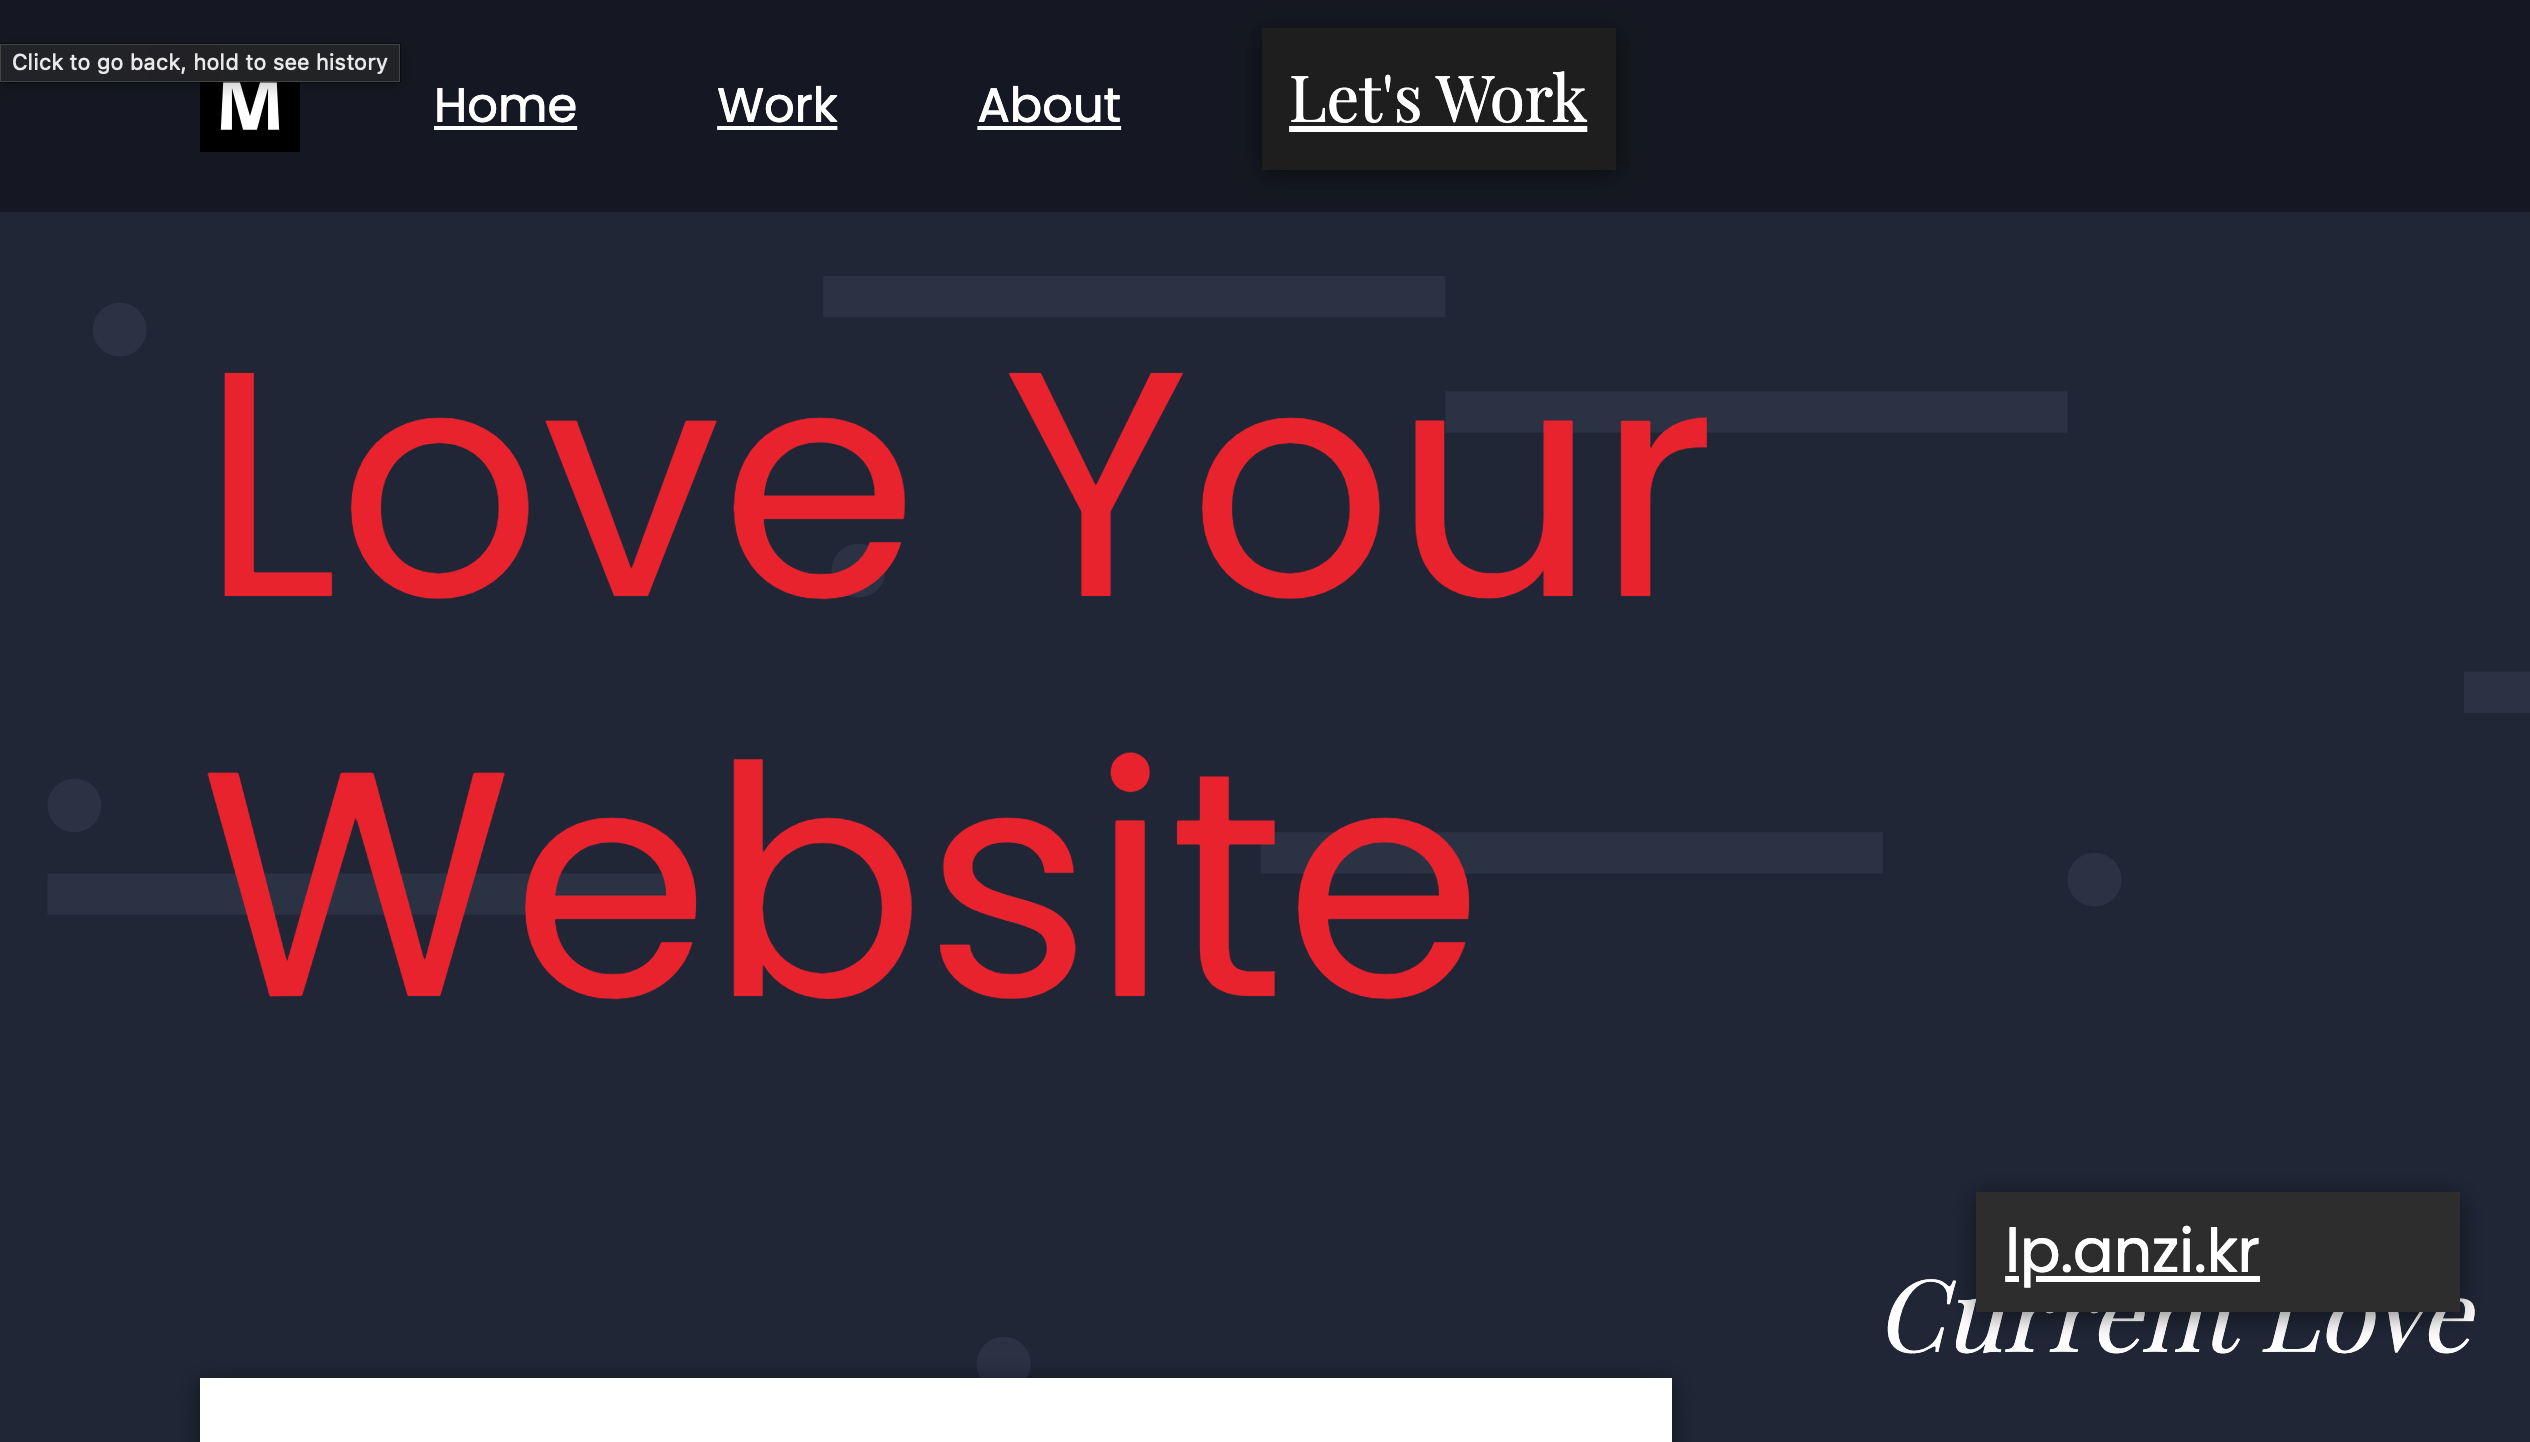 Click to go back, hold to see history
M
Home
Work
About
Let's Work
Love Your
Website
lp.anzi.kr
Current Love